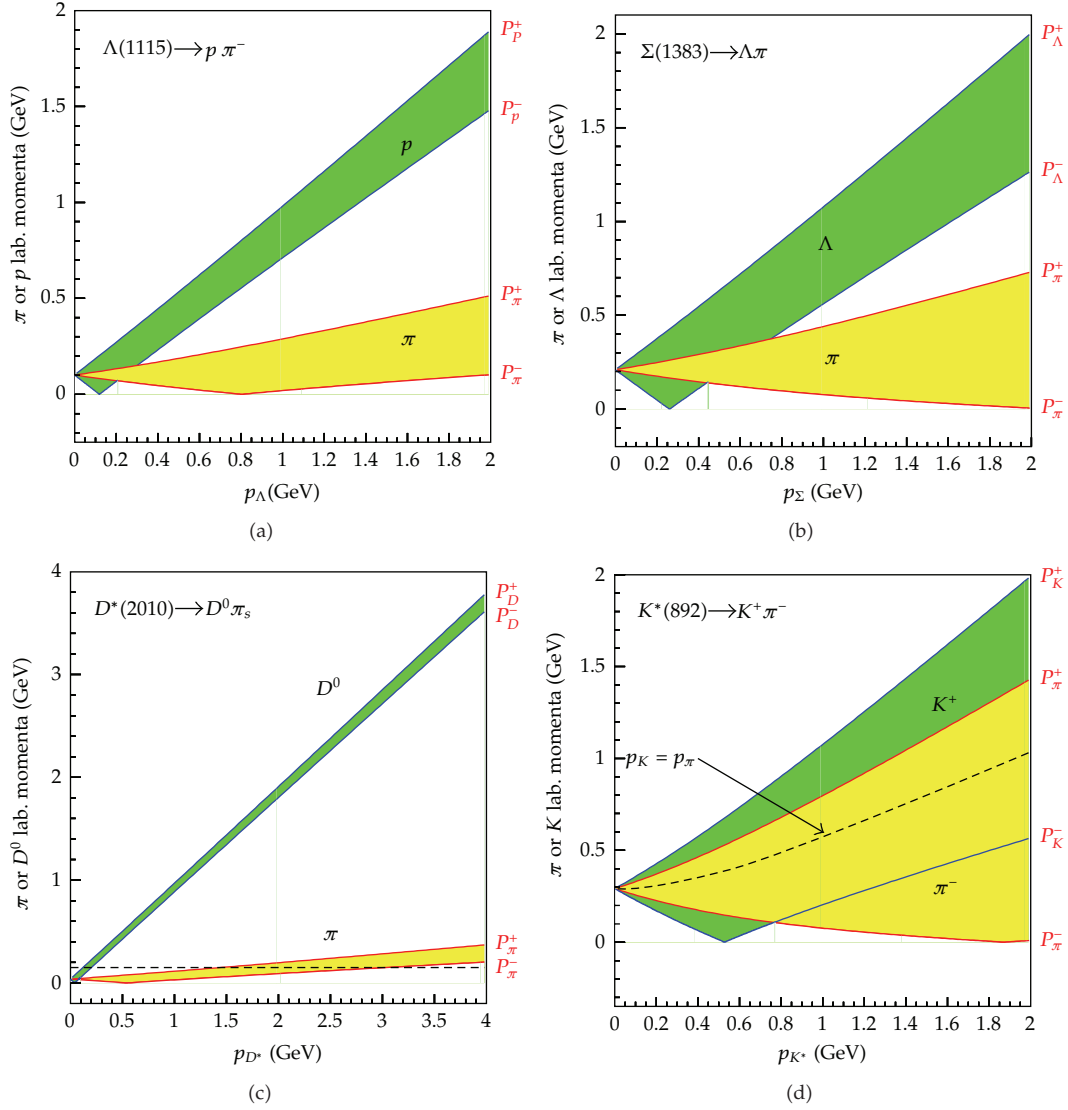 Λ(1115)→p π⁻
π or p lab. momenta (GeV)
2
1.5
1
0.5
0
p
π
P_P^+
P_p^-
P_π^+
P_π^-
0 0.2 0.4 0.6 0.8 1 1.2 1.4 1.6 1.8 2
p_Λ(GeV)
(a)
Σ(1383)→Λπ
π or Λ lab. momenta (GeV)
2
1.5
1
0.5
0
Λ
π
P_Λ^+
P_Λ^-
P_π^+
P_π^-
0 0.2 0.4 0.6 0.8 1 1.2 1.4 1.6 1.8 2
p_Σ (GeV)
(b)
D*(2010)→D⁰π_s
π or D⁰ lab. momenta (GeV)
4
4
2
2
1
1
0
0
D⁰
π
P_D^+
P_D^-
P_π^+
P_π^-
0 0.5 1 1.5 2 2.5 3 3.5 4
p_{D*} (GeV)
(c)
K*(892)→K⁺π⁻
π or K lab. momenta (GeV)
2
2
1
0.5
0
K⁺
p_K = p_π
π⁻
P_K^+
P_π^+
P_K^-
P_π^-
0 0.2 0.4 0.6 0.8 1 1.2 1.4 1.6 1.8 2
p_{K*} (GeV)
(d)